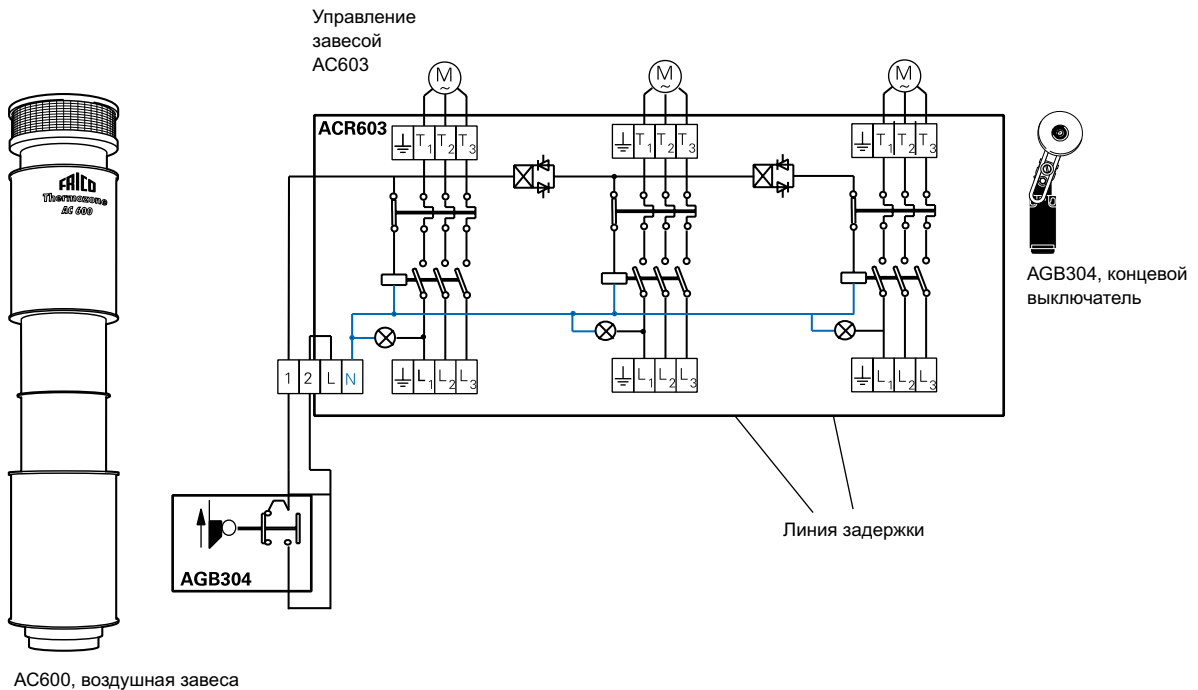 Управление
завесой
AC603
M
~
M
~
M
~
ACR603
T1 T2 T3
T1 T2 T3
T1 T2 T3
FRICO
Thermozone
AC 600
AGB304, концевой
выключатель
1 2 L N
L1 L2 L3
L1 L2 L3
L1 L2 L3
Линия задержки
AGB304
AC600, воздушная завеса